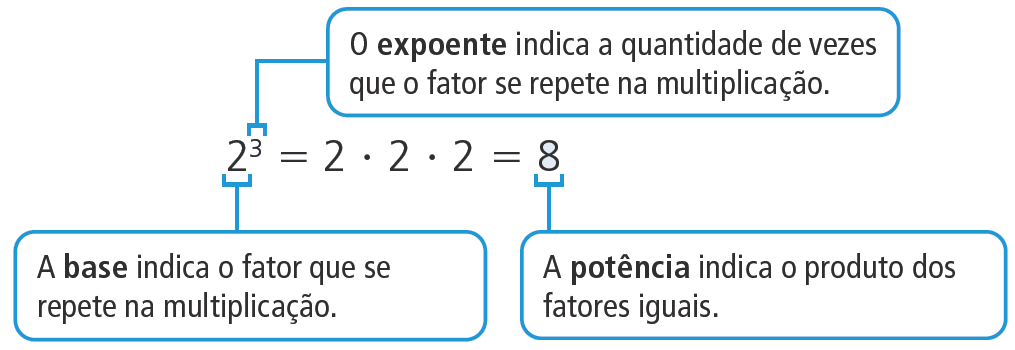 O expoente indica a quantidade de vezes
que o fator se repete na multiplicação.
2³ = 2 · 2 · 2 = 8
A base indica o fator que se
repete na multiplicação.
A potência indica o produto dos
fatores iguais.